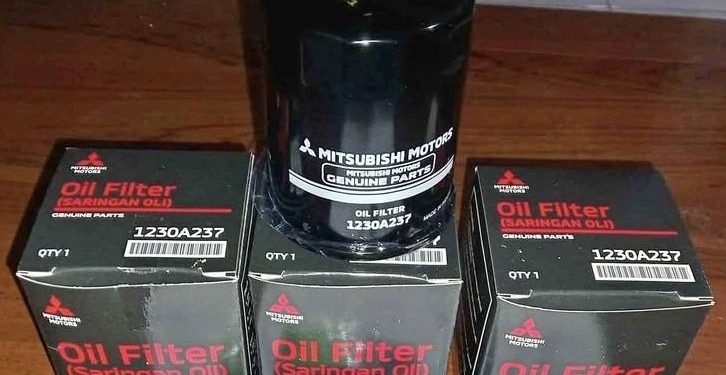 MITSUBISHI MOTORS
MITSUBISHI MOTORS
GENUINE PARTS
OIL FILTER
1230A237
MADE IN
MITSUBISHI
MOTORS
Oil Filter
(SARINGAN OLI)
GENUINE PARTS
1230A237
QTY 1
MITSUBISHI
MOTORS
Oil Filter
(Saringan Oli)
QTY 1
MITSUBISHI
MOTORS
Oil Filter
(Saringan Oli)
MITSUBISHI
MOTORS
Oil Filter
(SARINGAN OLI)
GENUINE PARTS
1230A237
QTY 1
MITSUBISHI
MOTORS
Oil Filter